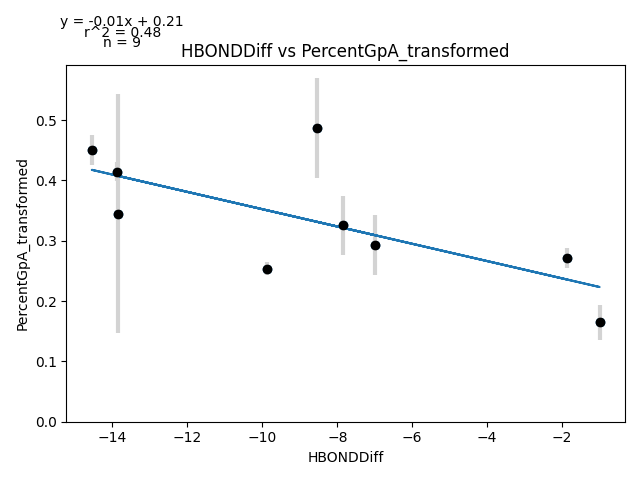 y = -0.01x + 0.21
r^2 = 0.48
n = 9
HBONDDiff vs PercentGpA_transformed
PercentGpA_transformed
0.5
0.4
0.3
0.2
0.1
0.0
−14
−12
−10
−8
−6
−4
−2
HBONDDiff